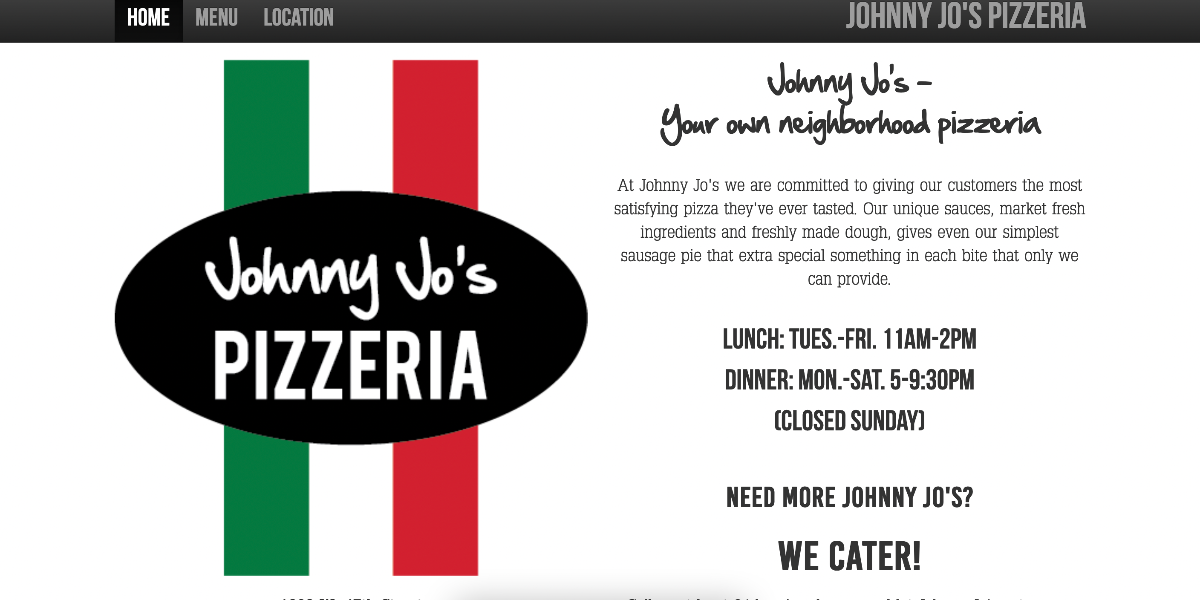 HOME MENU LOCATION
JOHNNY JO'S PIZZERIA
Johnny Jo's
PIZZERIA
Johnny Jo's –
Your own neighborhood pizzeria
At Johnny Jo's we are committed to giving our customers the most
satisfying pizza they've ever tasted. Our unique sauces, market fresh
ingredients and freshly made dough, gives even our simplest
sausage pie that extra special something in each bite that only we
can provide.
LUNCH: TUES.-FRI. 11AM-2PM
DINNER: MON.-SAT. 5-9:30PM
(CLOSED SUNDAY)
NEED MORE JOHNNY JO'S?
WE CATER!